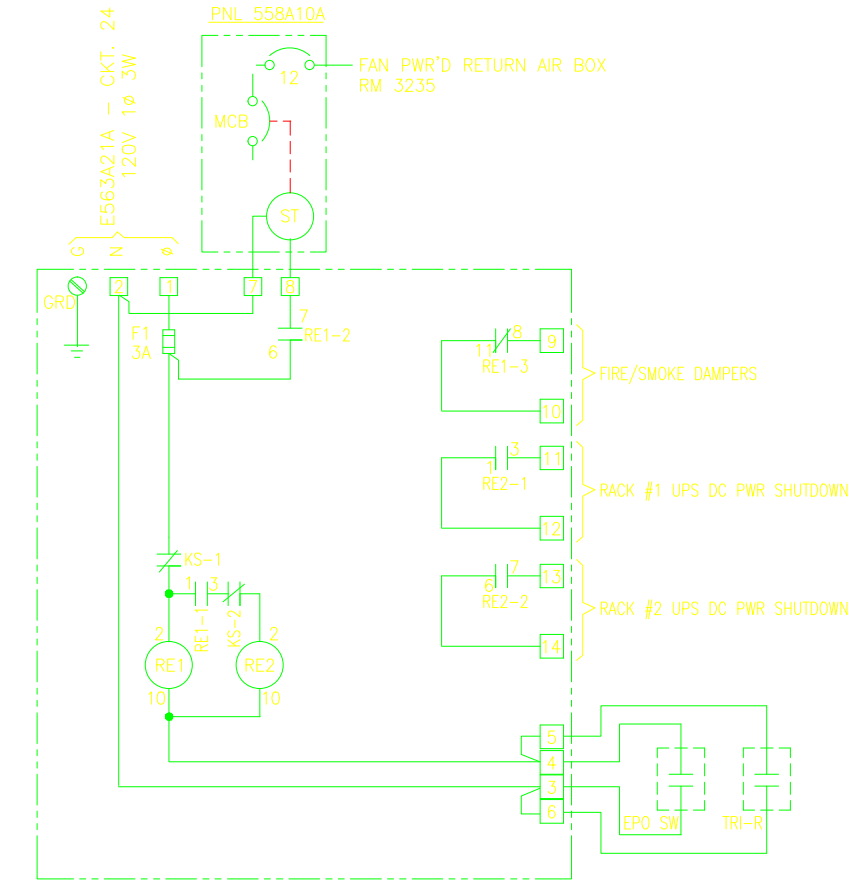 PNL 558A10A
E563A21A – CKT. 24
120V 1ø 3W
12
FAN PWR'D RETURN AIR BOX
RM 3235
MCB
ST
G
N
ø
2
1
7
8
GRD
F1
3A
7
6
RE1-2
8
9
11
RE1-3
10
FIRE/SMOKE DAMPERS
3
11
1
RE2-1
12
RACK #1 UPS DC PWR SHUTDOWN
KS-1
7
13
6
RE2-2
14
RACK #2 UPS DC PWR SHUTDOWN
1
3
RE1-1
KS-2
2
2
RE1
RE2
10
10
5
4
3
6
EPO SW
TRI-R